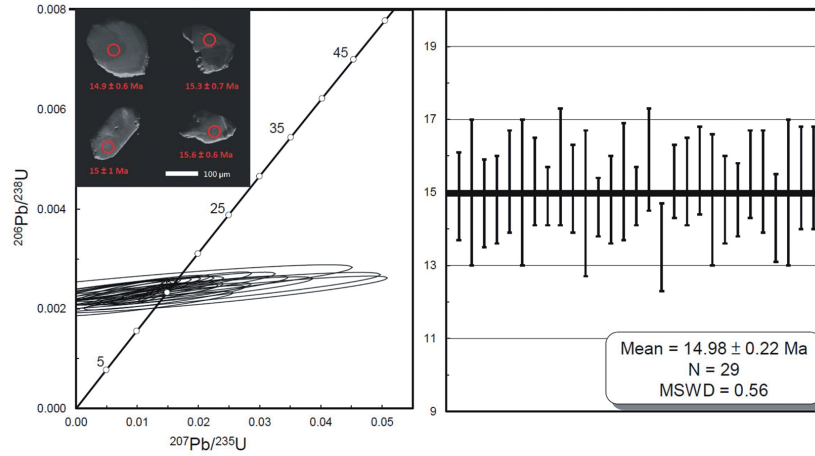 0.008
0.006
0.004
0.002
0.000
²⁰⁶Pb/²³⁸U
0.00
0.01
0.02
0.03
0.04
0.05
²⁰⁷Pb/²³⁵U
5
25
35
45
14.9 ± 0.6 Ma
15.3 ± 0.7 Ma
15 ± 1 Ma
15.6 ± 0.6 Ma
100 µm
19
17
15
13
11
9
Mean = 14.98 ± 0.22 Ma
N = 29
MSWD = 0.56